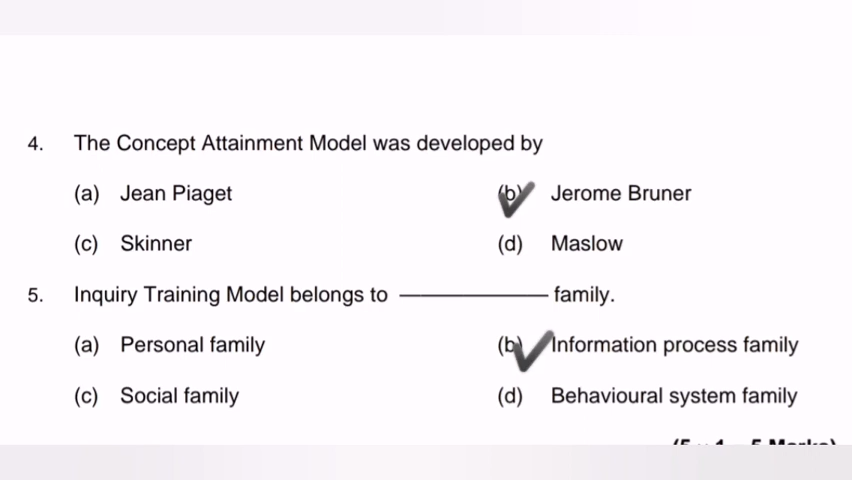 4. The Concept Attainment Model was developed by
(a) Jean Piaget (b) Jerome Bruner
(c) Skinner (d) Maslow
5. Inquiry Training Model belongs to ———— family.
(a) Personal family (b) Information process family
(c) Social family (d) Behavioural system family